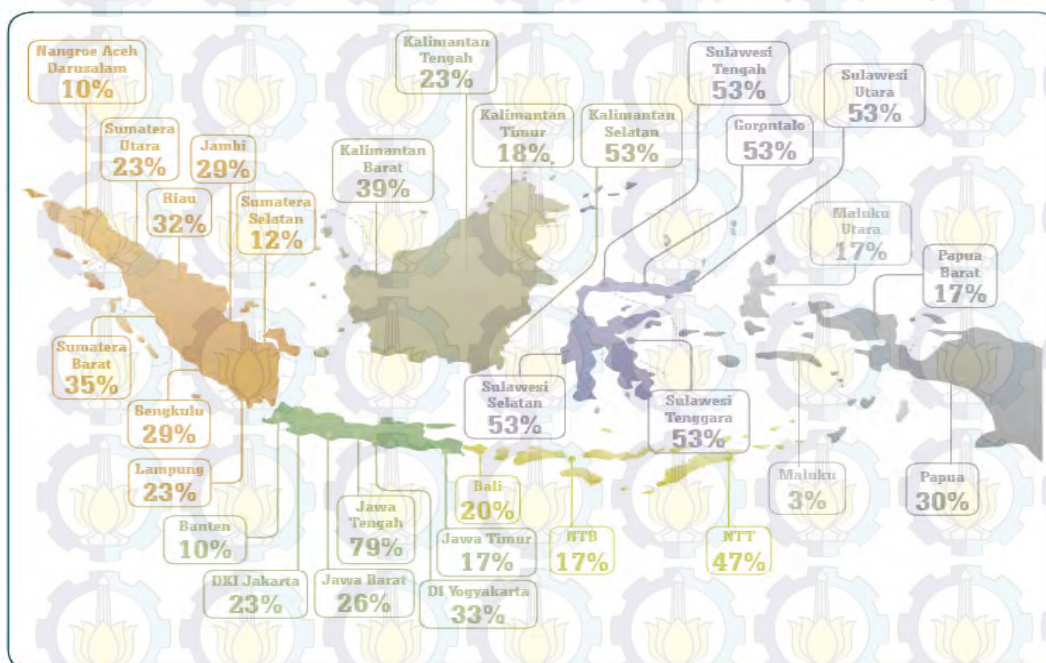 Nangroe Aceh
Darusalam
10%
Sumatera
Utara
23%
Jambi
29%
Riau
32%
Sumatera
Selatan
12%
Sumatera
Barat
35%
Bengkulu
29%
Lampung
23%
Kalimantan
Tengah
23%
Kalimantan
Barat
39%
Kalimantan
Timur
18%
Kalimantan
Selatan
53%
Sulawesi
Tengah
53%
Gorontalo
53%
Sulawesi
Utara
53%
Sulawesi
Selatan
53%
Sulawesi
Tenggara
53%
Maluku
Utara
17%
Papua
Barat
17%
Maluku
3%
Papua
30%
Banten
10%
DKI Jakarta
23%
Jawa Barat
26%
Jawa
Tengah
79%
DI Yogyakarta
33%
Jawa Timur
17%
Bali
20%
NTB
17%
NTT
47%